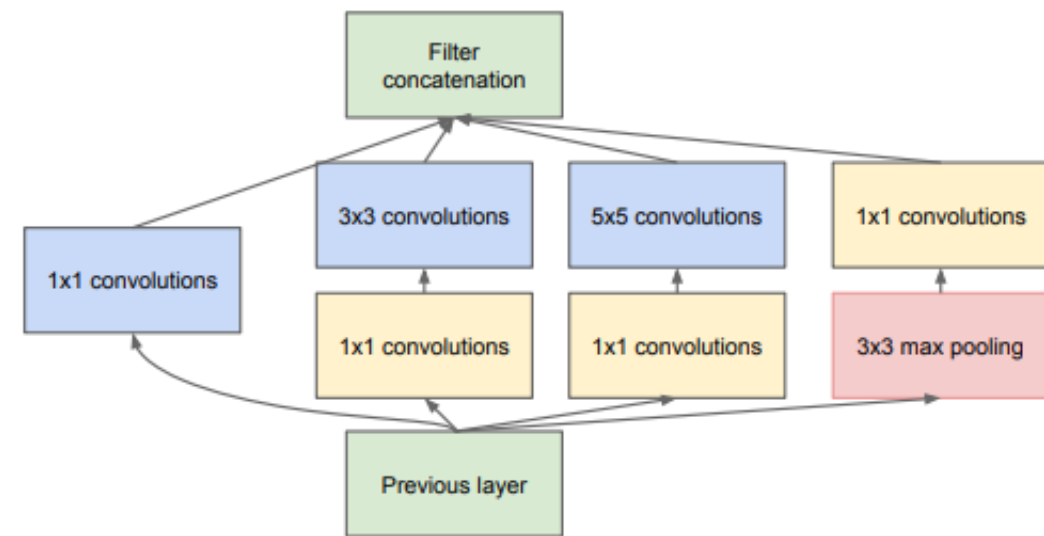 Filter
concatenation
3x3 convolutions
5x5 convolutions
1x1 convolutions
1x1 convolutions
1x1 convolutions
1x1 convolutions
3x3 max pooling
Previous layer